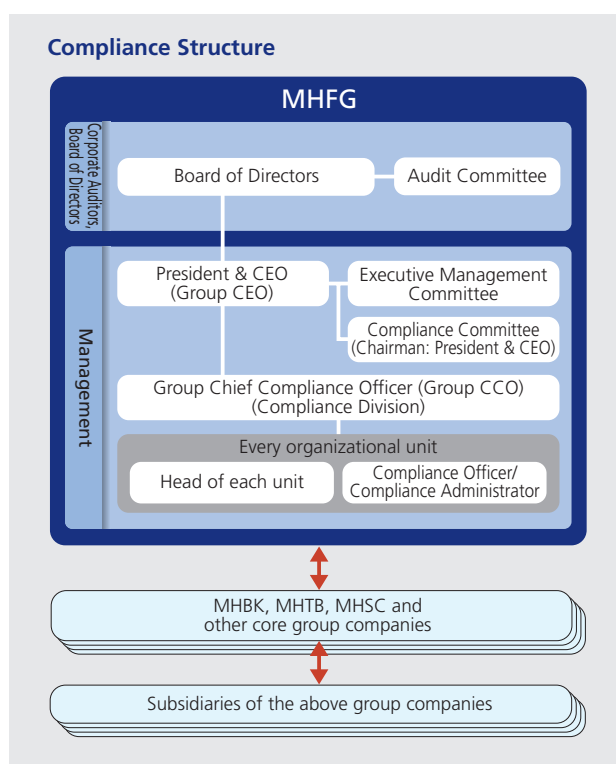 Compliance Structure
MHFG
Corporate Auditors,
Board of Directors
Board of Directors
Audit Committee
Management
President & CEO
(Group CEO)
Executive Management
Committee
Compliance Committee
(Chairman: President & CEO)
Group Chief Compliance Officer (Group CCO)
(Compliance Division)
Every organizational unit
Head of each unit
Compliance Officer/
Compliance Administrator
MHBK, MHTB, MHSC and
other core group companies
Subsidiaries of the above group companies